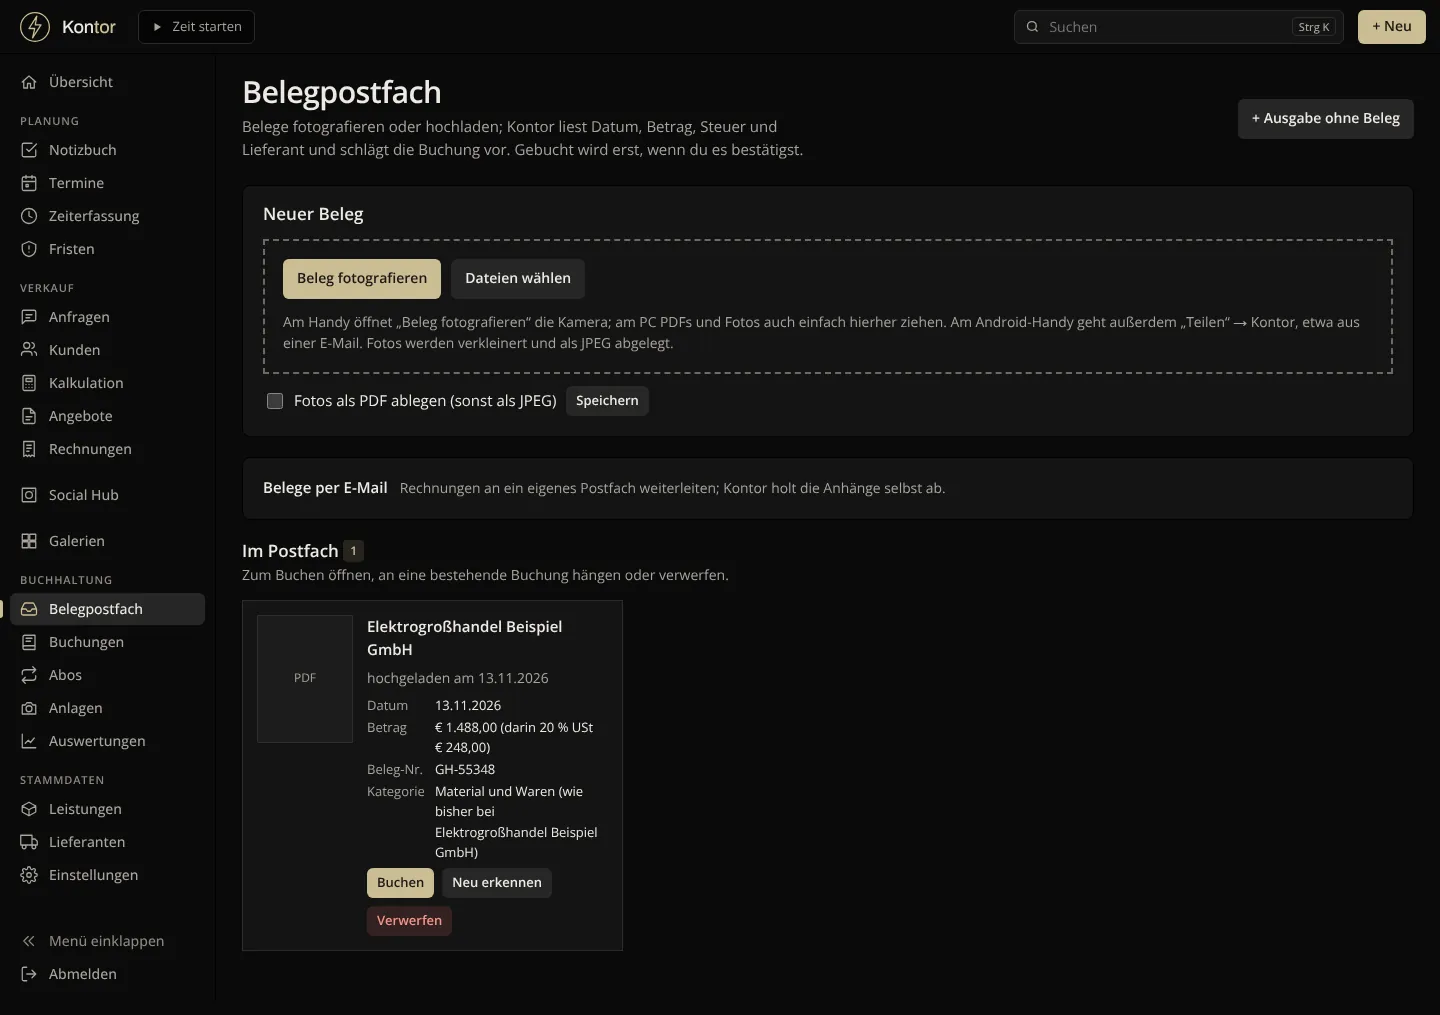 Kontor
Zeit starten
Suchen
Strg K
+ Neu
Übersicht
PLANUNG
Notizbuch
Termine
Zeiterfassung
Fristen
VERKAUF
Anfragen
Kunden
Kalkulation
Angebote
Rechnungen
Social Hub
Galerien
BUCHHALTUNG
Belegpostfach
Buchungen
Abos
Anlagen
Auswertungen
STAMMDATEN
Leistungen
Lieferanten
Einstellungen
Menü einklappen
Abmelden
Belegpostfach
Belege fotografieren oder hochladen; Kontor liest Datum, Betrag, Steuer und
Lieferant und schlägt die Buchung vor. Gebucht wird erst, wenn du es bestätigst.
+ Ausgabe ohne Beleg
Neuer Beleg
Beleg fotografieren
Dateien wählen
Am Handy öffnet „Beleg fotografieren“ die Kamera; am PC PDFs und Fotos auch einfach hierher ziehen. Am Android-Handy geht außerdem „Teilen“ → Kontor, etwa aus
einer E-Mail. Fotos werden verkleinert und als JPEG abgelegt.
Fotos als PDF ablegen (sonst als JPEG)
Speichern
Belege per E-Mail
Rechnungen an ein eigenes Postfach weiterleiten; Kontor holt die Anhänge selbst ab.
Im Postfach 1
Zum Buchen öffnen, an eine bestehende Buchung hängen oder verwerfen.
PDF
Elektrogroßhandel Beispiel
GmbH
hochgeladen am 13.11.2026
Datum 13.11.2026
Betrag € 1.488,00 (darin 20 % USt
€ 248,00)
Beleg-Nr. GH-55348
Kategorie Material und Waren (wie
bisher bei
Elektrogroßhandel Beispiel
GmbH)
Buchen
Neu erkennen
Verwerfen